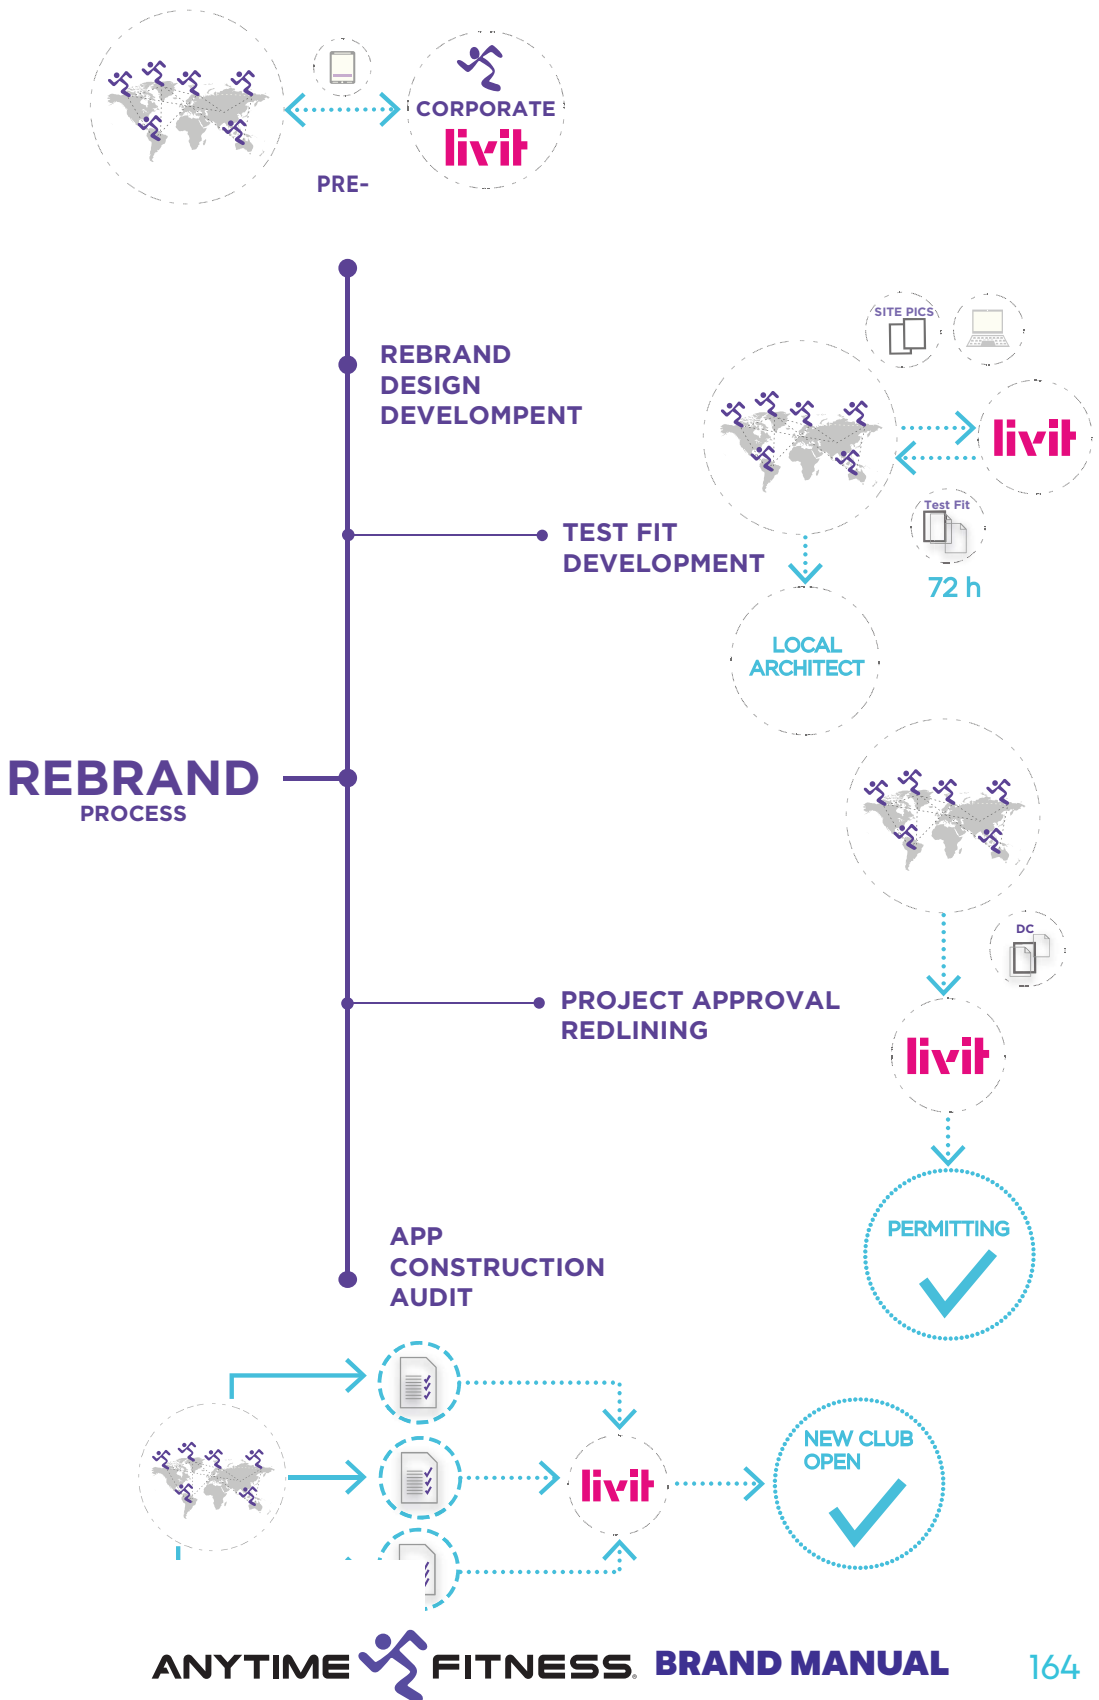 CORPORATE
livit
PRE-
SITE PICS
REBRAND
DESIGN
DEVELOMPENT
livit
Test Fit
72 h
TEST FIT
DEVELOPMENT
LOCAL
ARCHITECT
REBRAND
PROCESS
DC
PROJECT APPROVAL
REDLINING
livit
PERMITTING
APP
CONSTRUCTION
AUDIT
NEW CLUB
OPEN
livit
ANYTIME FITNESS. BRAND MANUAL
164